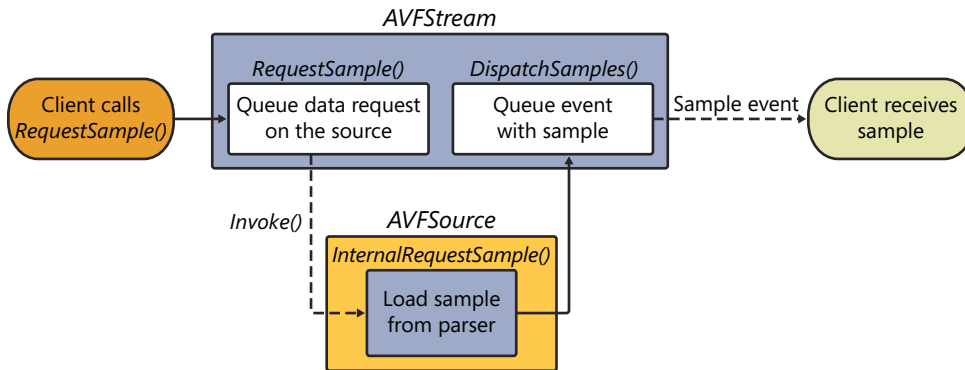 AVFStream
RequestSample()
DispatchSamples()
Client calls
RequestSample()
Queue data request
on the source
Queue event
with sample
Sample event
Client receives
sample
Invoke()
AVFSource
InternalRequestSample()
Load sample
from parser